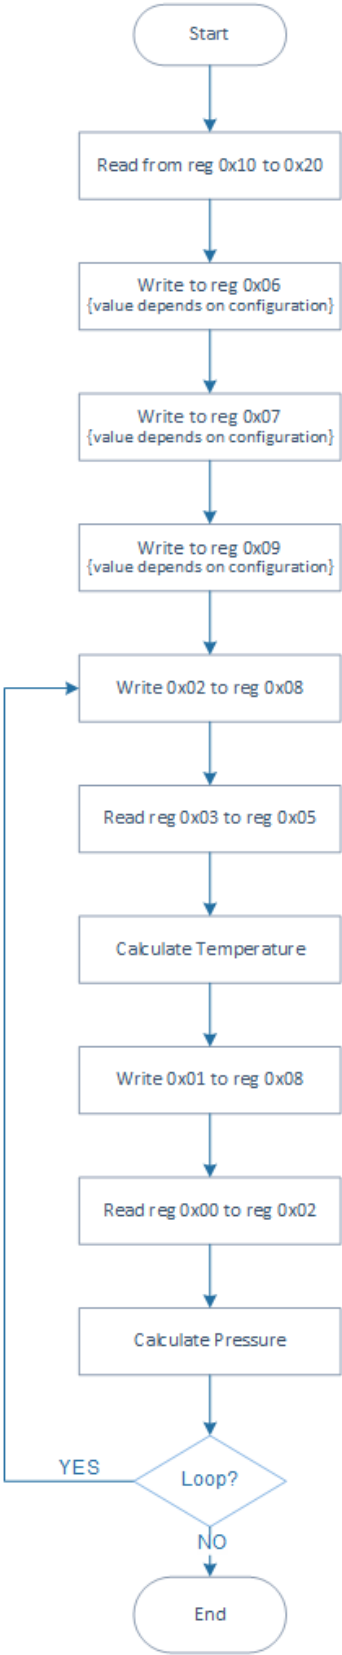 Start
Read from reg 0x10 to 0x20
Write to reg 0x06
{value depends on configuration}
Write to reg 0x07
{value depends on configuration}
Write to reg 0x09
{value depends on configuration}
Write 0x02 to reg 0x08
Read reg 0x03 to reg 0x05
Calculate Temperature
Write 0x01 to reg 0x08
Read reg 0x00 to reg 0x02
Calculate Pressure
YES
Loop?
NO
End